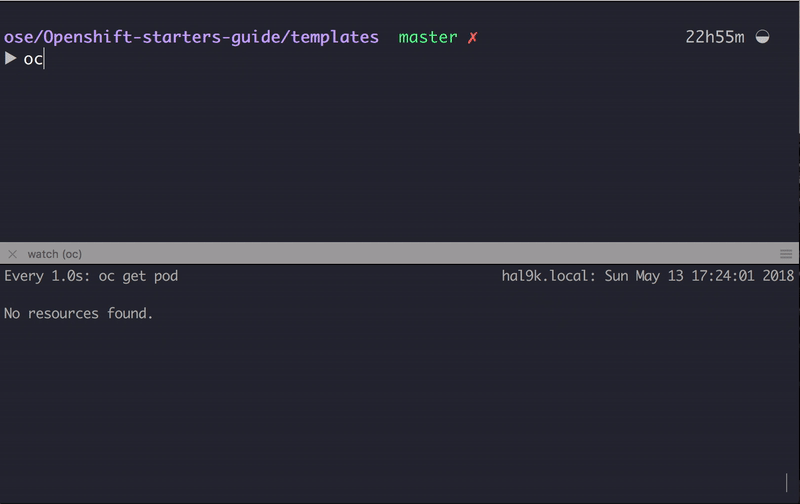 ose/Openshift-starters-guide/templates master ✗ 22h55m
▶ oc
watch (oc)
Every 1.0s: oc get pod hal9k.local: Sun May 13 17:24:01 2018
No resources found.